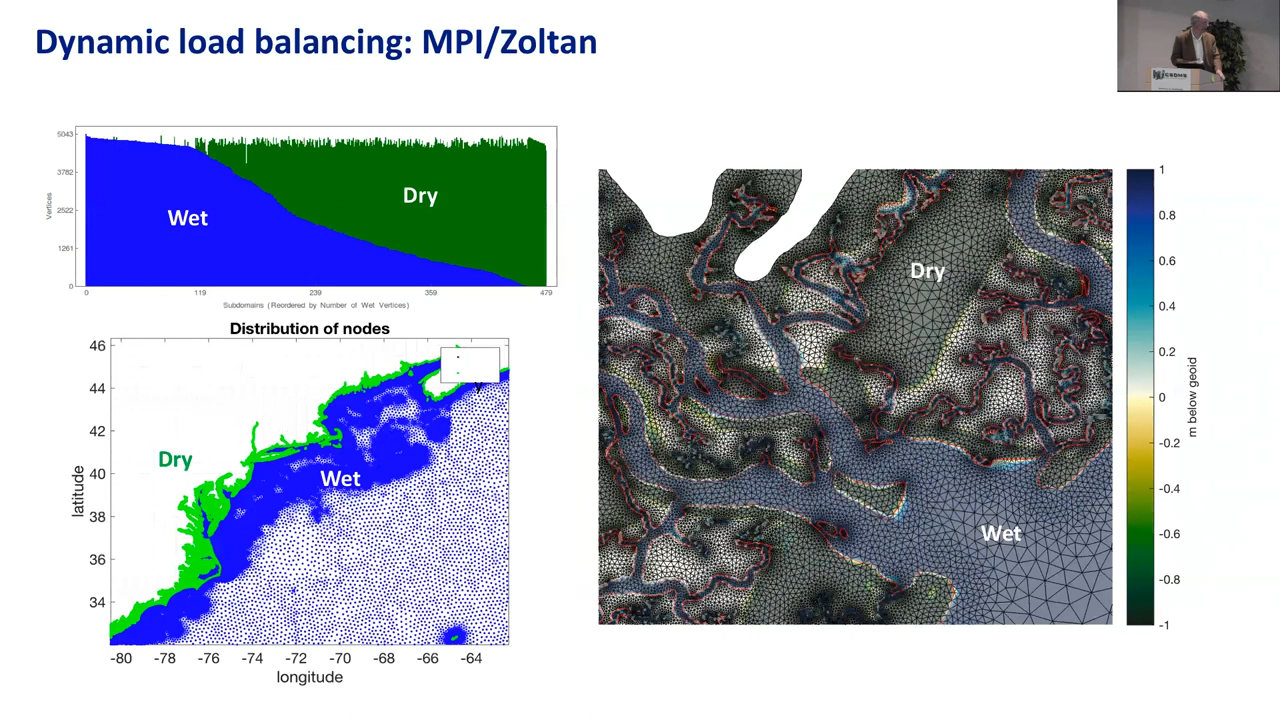 Dynamic load balancing: MPI/Zoltan
CSDMS
5043
3782
2522
1261
0
Vertices
Wet
Dry
0 119 239 359 479
Subdomains (Reordered by Number of Wet Vertices)
Distribution of nodes
46
44
42
40
38
36
34
latitude
Dry
Wet
-80 -78 -76 -74 -72 -70 -68 -66 -64
longitude
Dry
Wet
1
0.8
0.6
0.4
0.2
0
-0.2
-0.4
-0.6
-0.8
-1
m below geoid